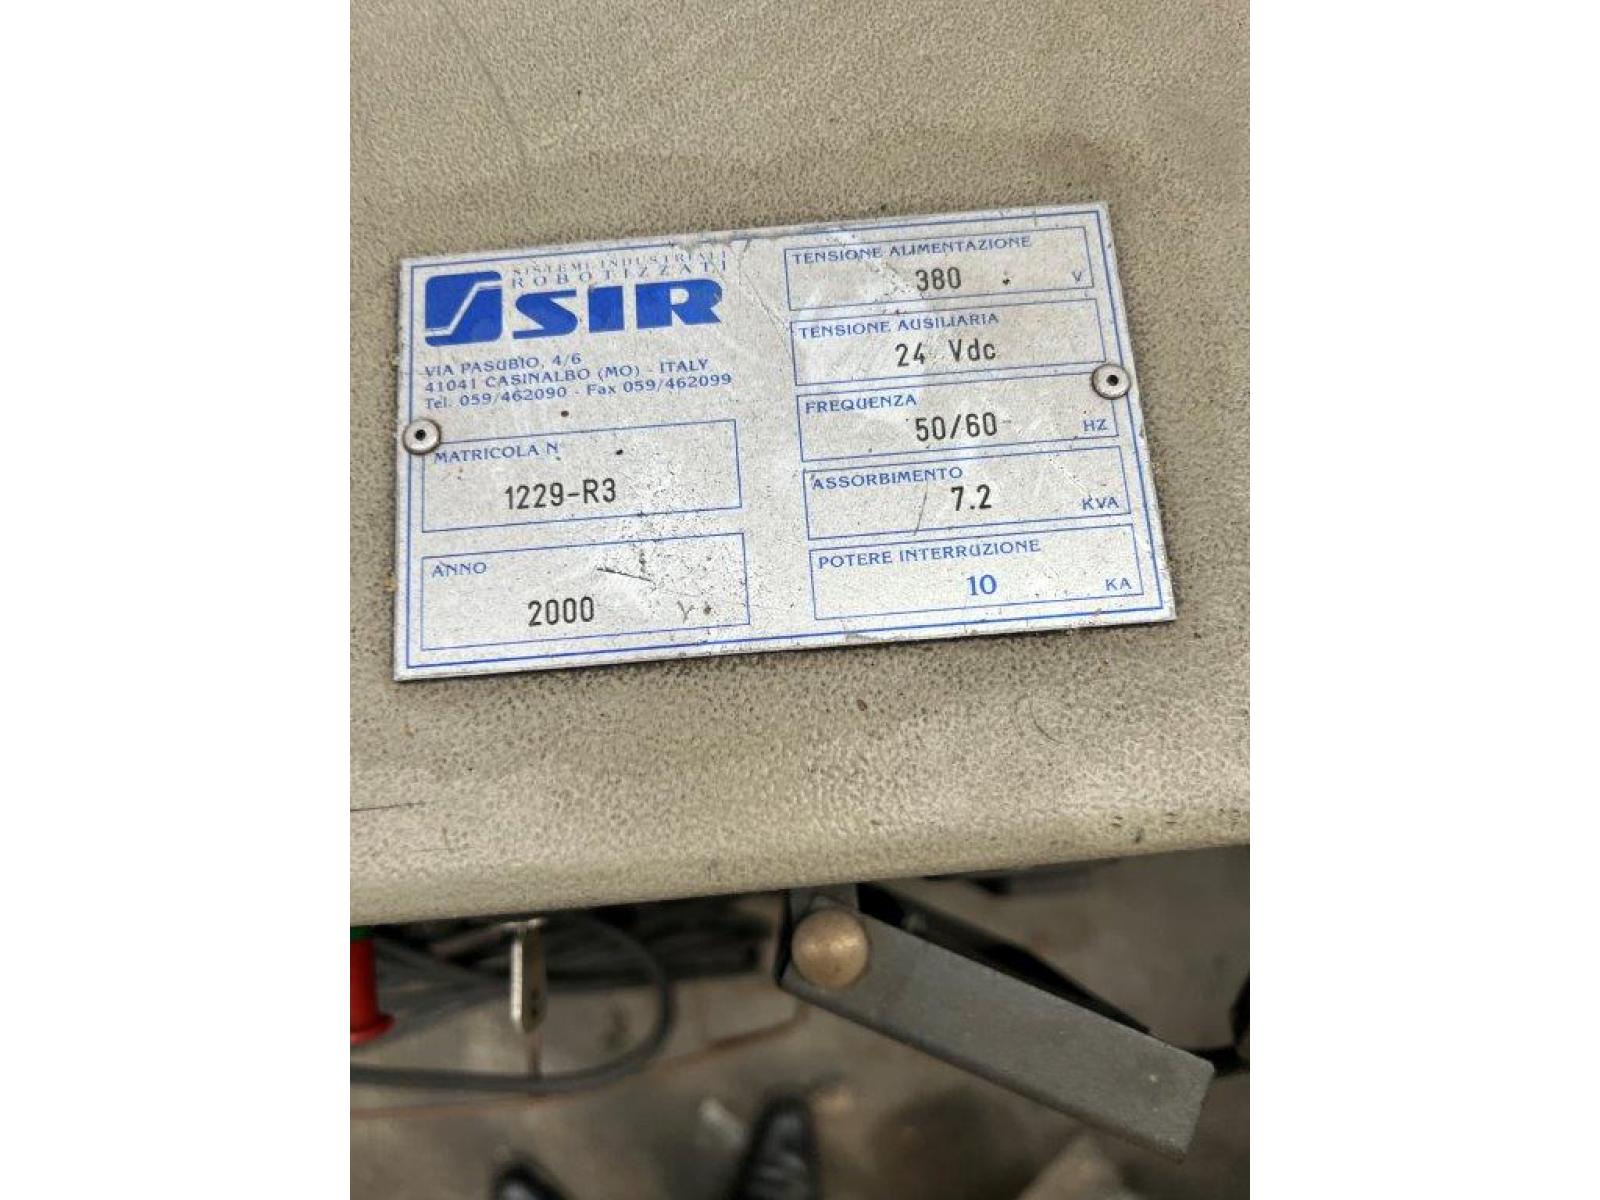 SISTEMI INDUSTRIALI
ROBOTIZZATI
SIR
VIA PASUBIO, 4/6
41041 CASINALBO (MO) - ITALY
Tel. 059/462090 - Fax 059/462099
MATRICOLA N°
1229-R3
ANNO
2000
TENSIONE ALIMENTAZIONE
380 V
TENSIONE AUSILIARIA
24 Vdc
FREQUENZA
50/60 HZ
ASSORBIMENTO
7.2 KVA
POTERE INTERRUZIONE
10 KA